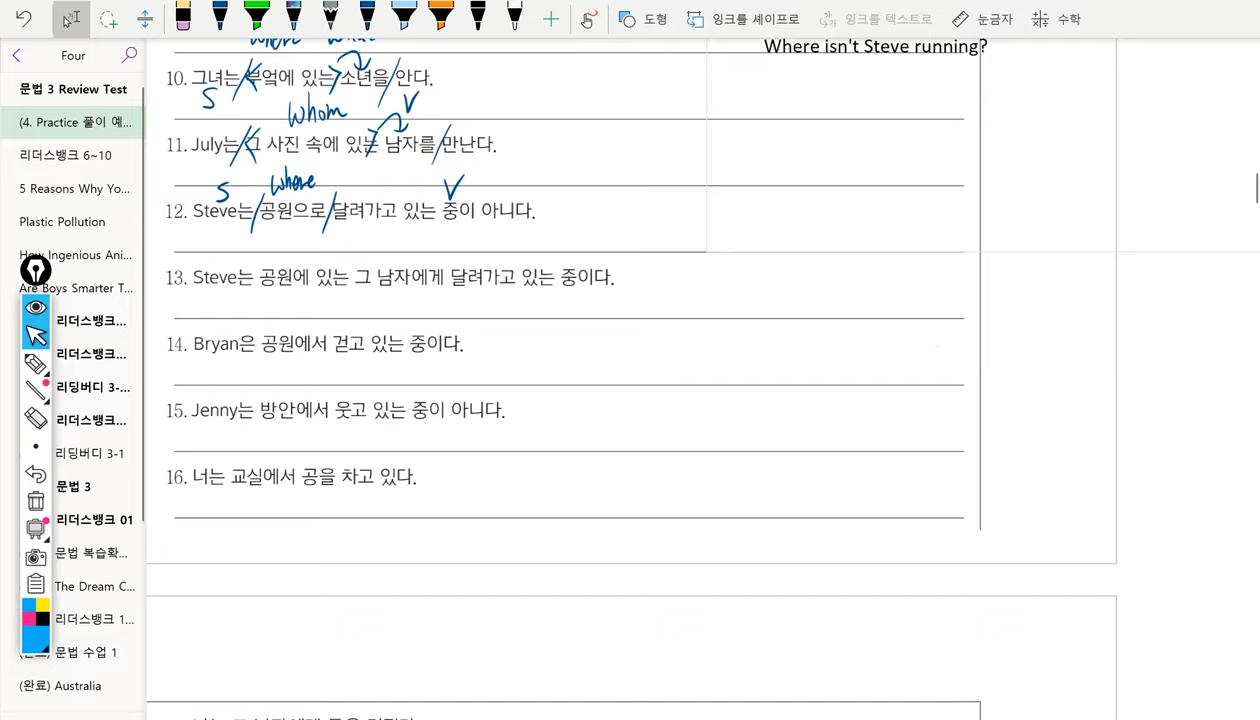 도형
잉크를 셰이프로
잉크를 텍스트로
눈금자
수학
Four
문법 3 Review Test
(4. Practice 풀이 예...
리더스뱅크 6~10
5 Reasons Why Yo...
Plastic Pollution
How Ingenious Ani...
Are Boys Smarter T...
리더스뱅크...
리더스뱅크...
리딩버디 3-...
리더스뱅크...
리딩버디 3-1
문법 3
리더스뱅크 01
문법 복습확...
The Dream C...
리더스뱅크 1...
문법 수업 1
(완료) Australia
Where isn't Steve running?
where
10. 그녀는 부엌에 있는 소년을 안다.
S whom V
11. July는 그 사진 속에 있는 남자를 만난다.
S where V
12. Steve는 공원으로 달려가고 있는 중이 아니다.
13. Steve는 공원에 있는 그 남자에게 달려가고 있는 중이다.
14. Bryan은 공원에서 걷고 있는 중이다.
15. Jenny는 방안에서 웃고 있는 중이 아니다.
16. 너는 교실에서 공을 차고 있다.